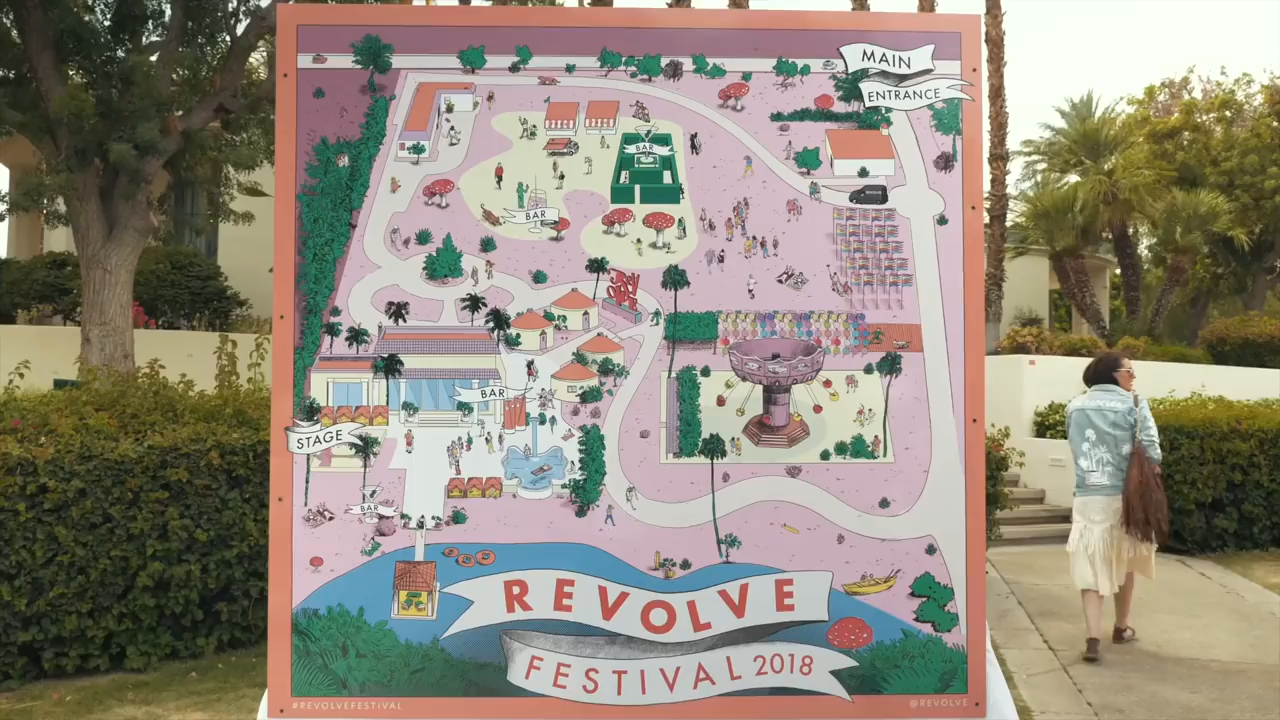 MAIN
ENTRANCE
BAR
BAR
BAR
STAGE
BAR
REVOLVE
FESTIVAL 2018
#REVOLVEFESTIVAL
@REVOLVE